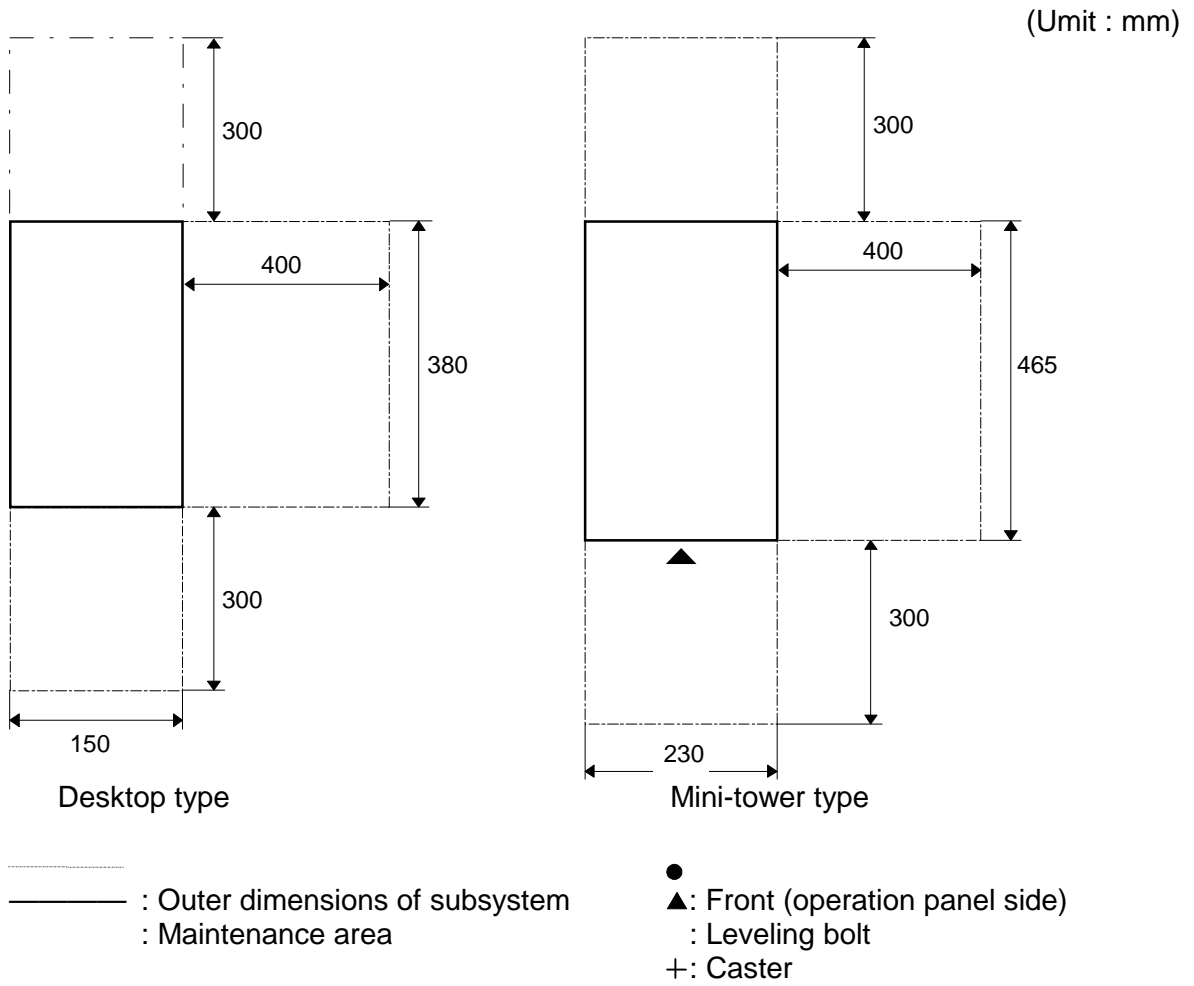 (Umit : mm)
300
300
400
400
380
465
300
300
150
230
Desktop type
Mini-tower type
: Outer dimensions of subsystem
: Maintenance area
●
▲: Front (operation panel side)
: Leveling bolt
+: Caster